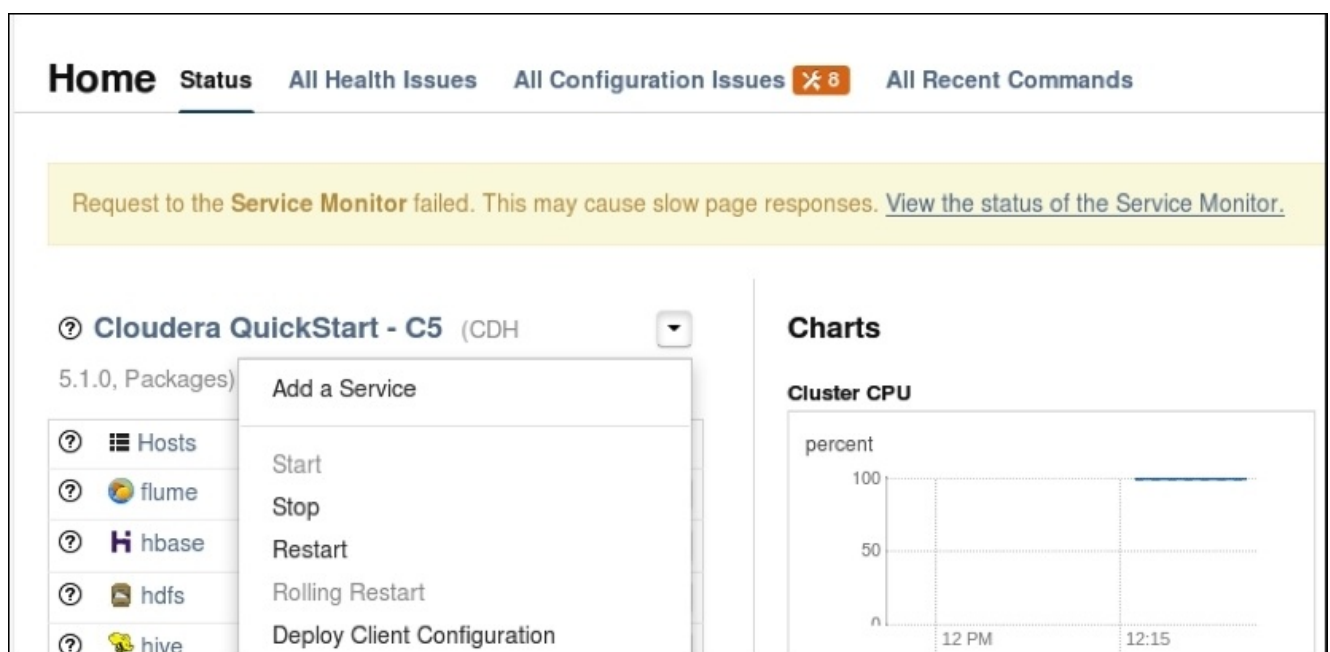 Home Status All Health Issues All Configuration Issues 8 All Recent Commands
Request to the Service Monitor failed. This may cause slow page responses. View the status of the Service Monitor.
Cloudera QuickStart - C5 (CDH
5.1.0, Packages)
Add a Service
Hosts
Start
flume
Stop
hbase
Restart
hdfs
Rolling Restart
hive
Deploy Client Configuration
Charts
Cluster CPU
percent
100
50
0
12 PM 12:15